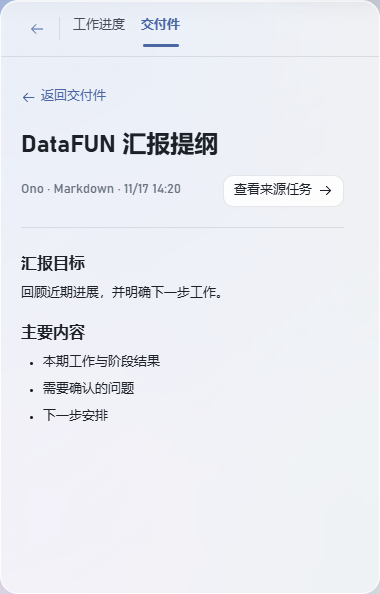 工作进度 交付件
返回交付件
DataFUN 汇报提纲
Ono · Markdown · 11/17 14:20
查看来源任务
汇报目标
回顾近期进展，并明确下一步工作。
主要内容
• 本期工作与阶段结果
• 需要确认的问题
• 下一步安排